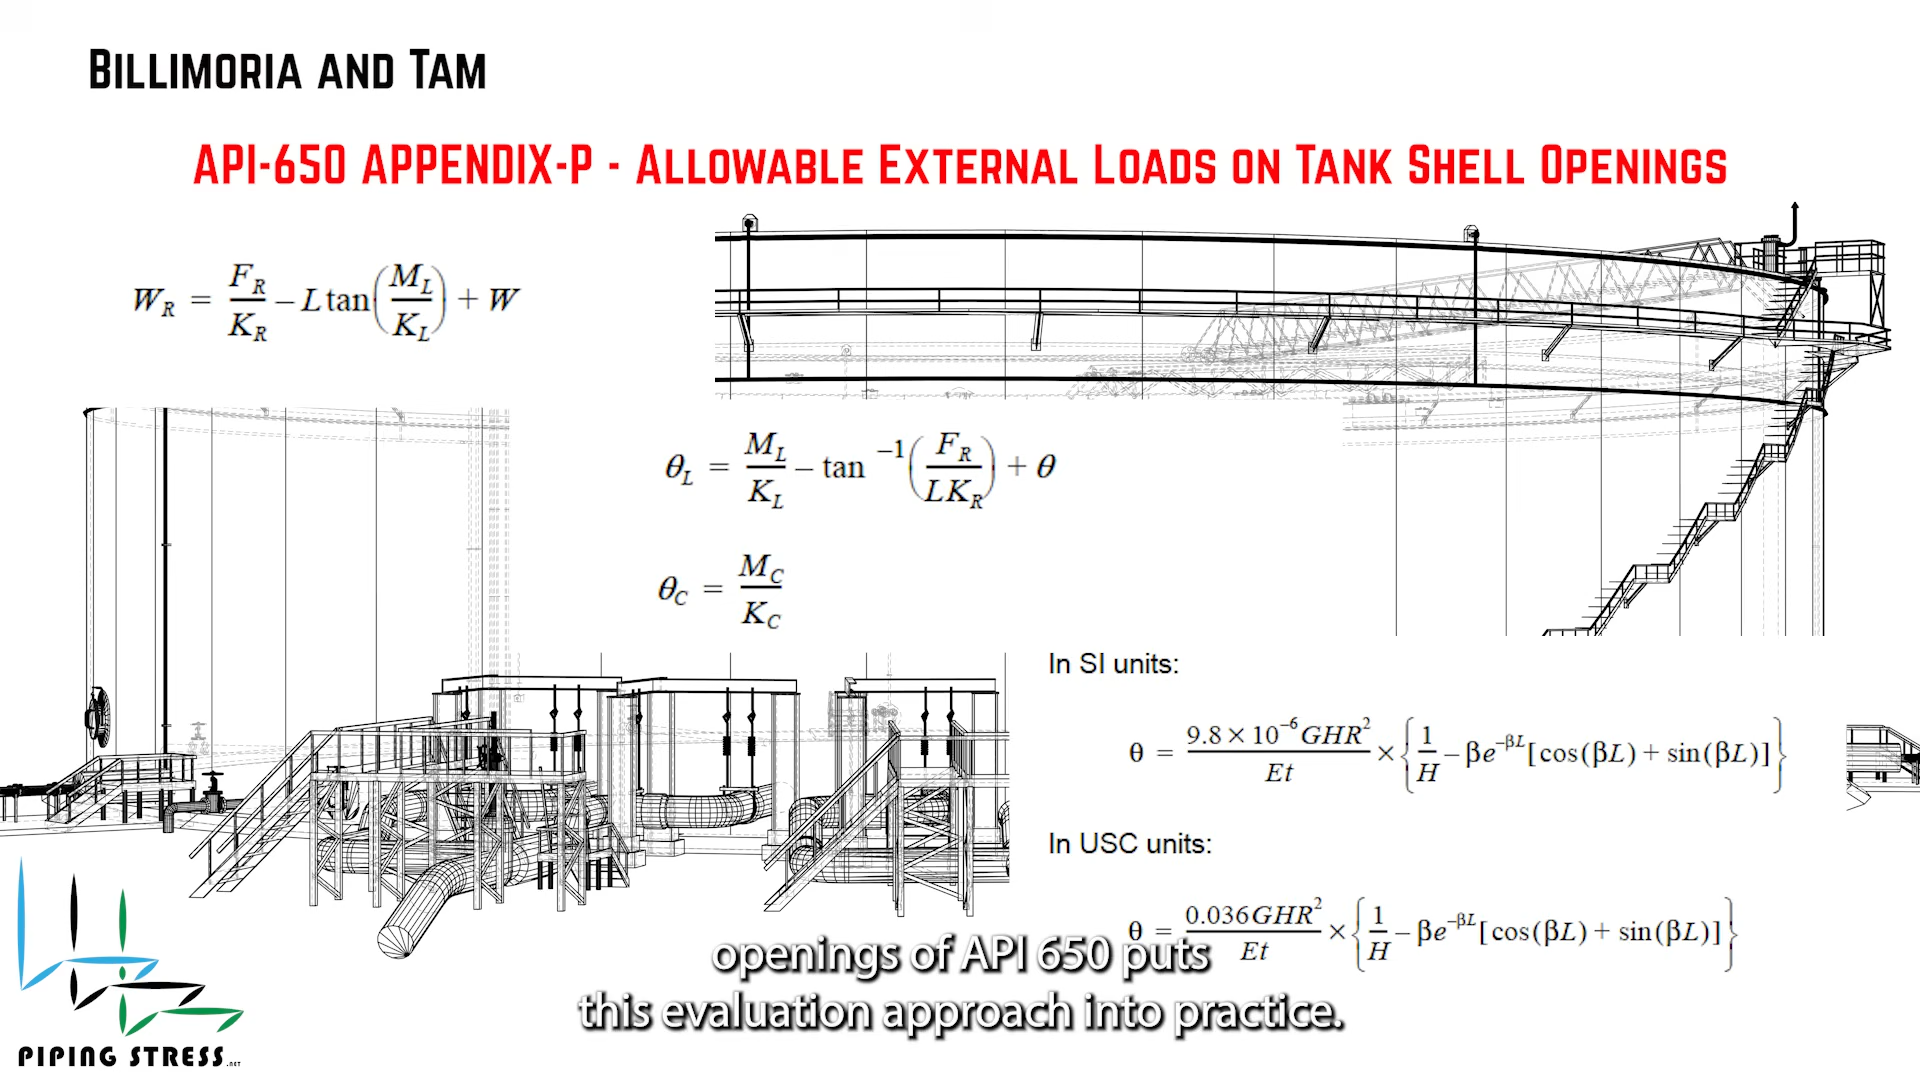 BILLIMORIA AND TAM
API-650 APPENDIX-P - ALLOWABLE EXTERNAL LOADS ON TANK SHELL OPENINGS
W_R = F_R/K_R – L tan(M_L/K_L) + W
θ_L = M_L/K_L – tan⁻¹(F_R/LK_R) + θ
θ_C = M_C/K_C
In SI units:
θ = 9.8 × 10⁻⁶ GHR²/Et × {1/H – βe^–βL [cos(βL) + sin(βL)]}
In USC units:
θ = 0.036GHR²/Et × {1/H – βe^–βL [cos(βL) + sin(βL)]}
openings of API 650 puts
this evaluation approach into practice.
PIPING STRESS.NET